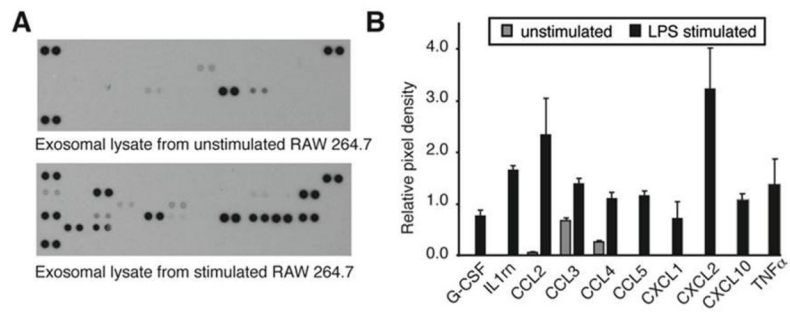 A
B
Exosomal lysate from unstimulated RAW 264.7
Exosomal lysate from stimulated RAW 264.7
unstimulated LPS stimulated
Relative pixel density
4.0
3.0
2.0
1.0
0.0
G-CSF IL1rn CCL2 CCL3 CCL4 CCL5 CXCL1 CXCL2 CXCL10 TNFα